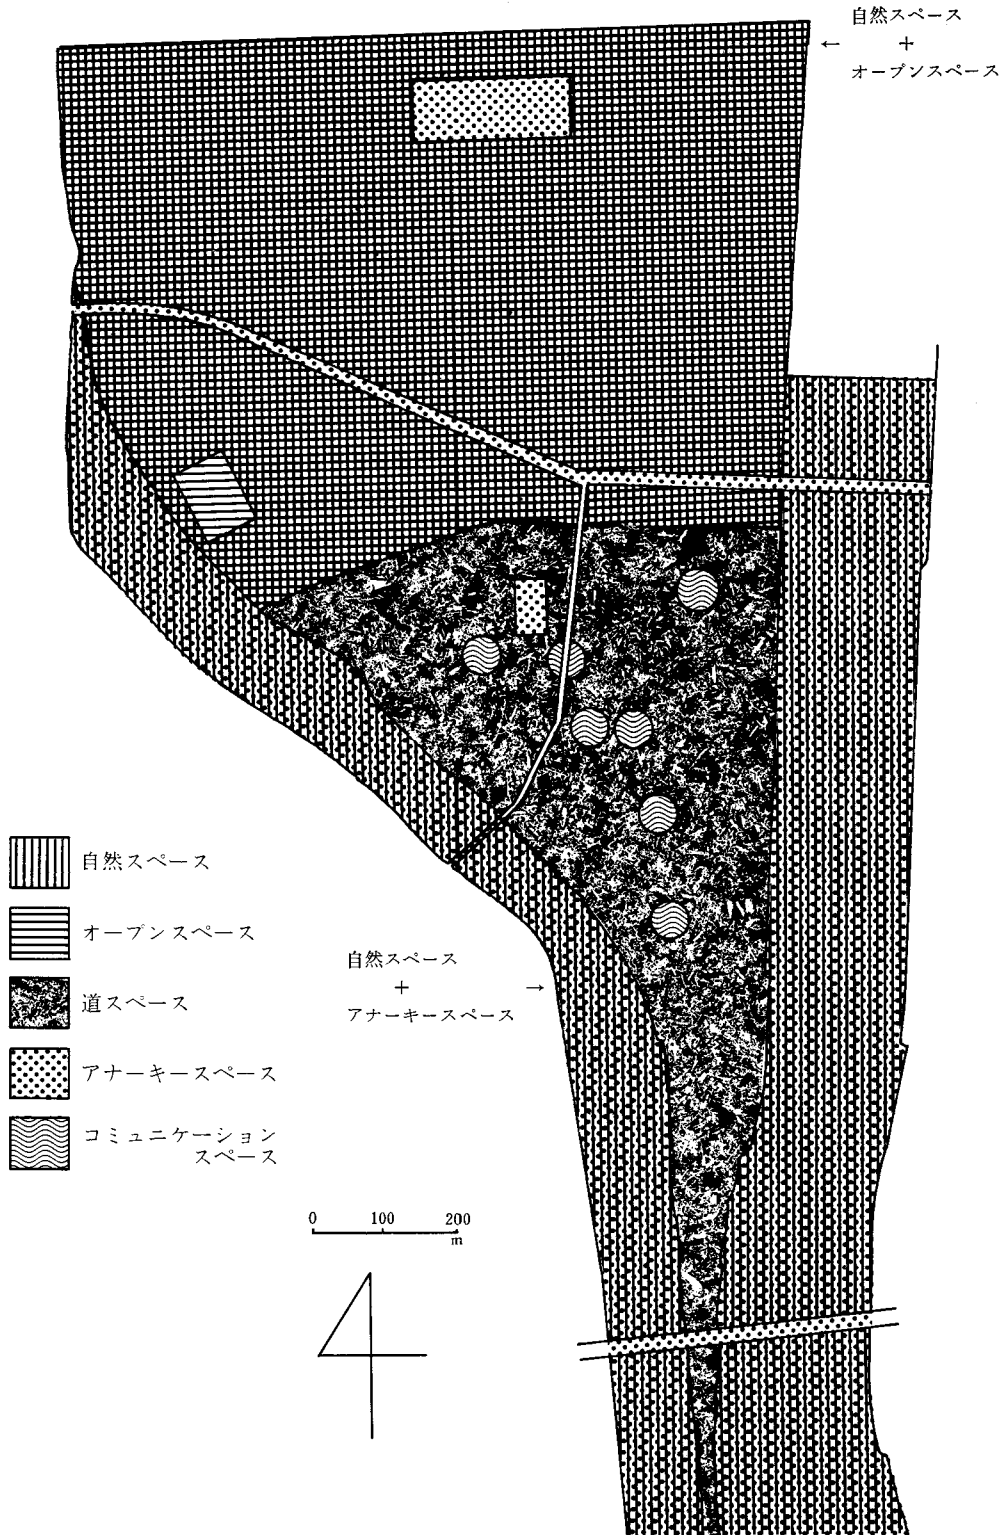 自然スペース
← +
オープンスペース
自然スペース
オープンスペース
道スペース
アナーキースペース
コミュニケーション
スペース
自然スペース
+ →
アナーキースペース
0 100 200
m